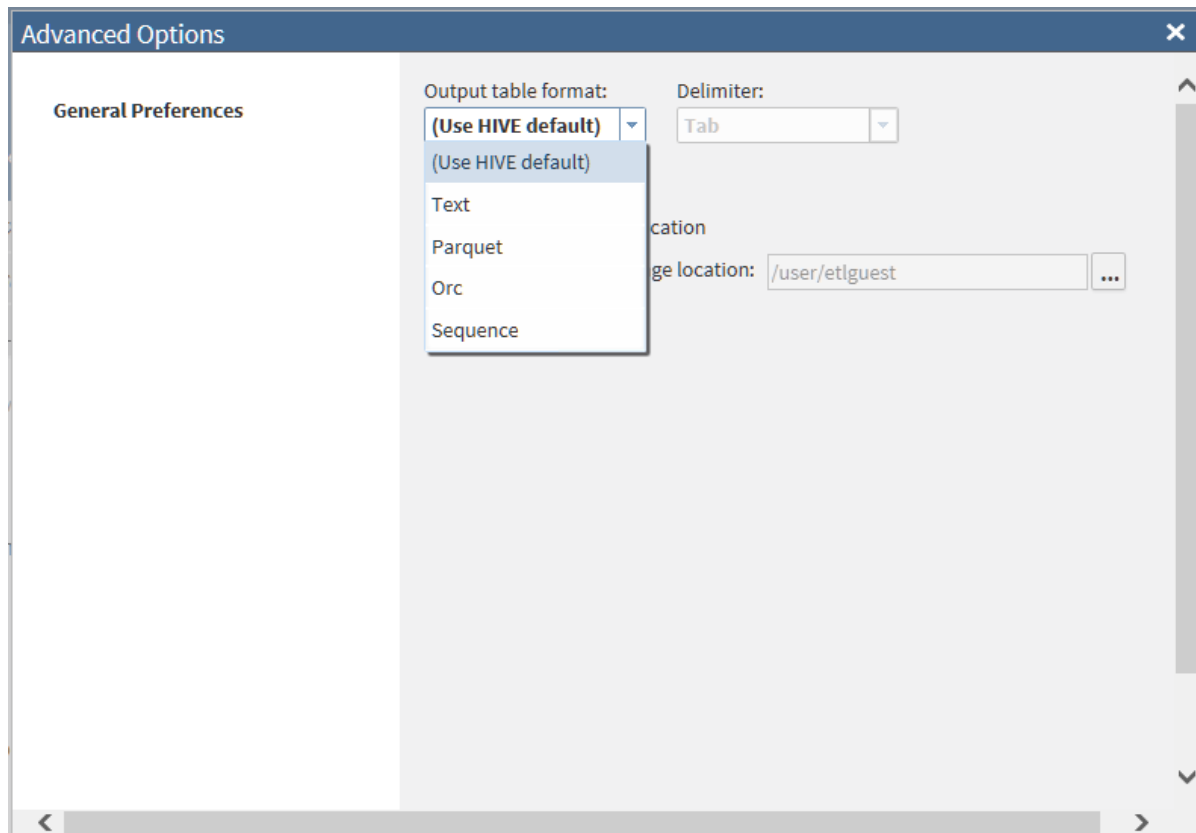 Advanced Options
General Preferences
Output table format:
Delimiter:
(Use HIVE default)
Tab
(Use HIVE default)
Text
Parquet
Orc
Sequence
cation
ge location:
/user/etlguest
...